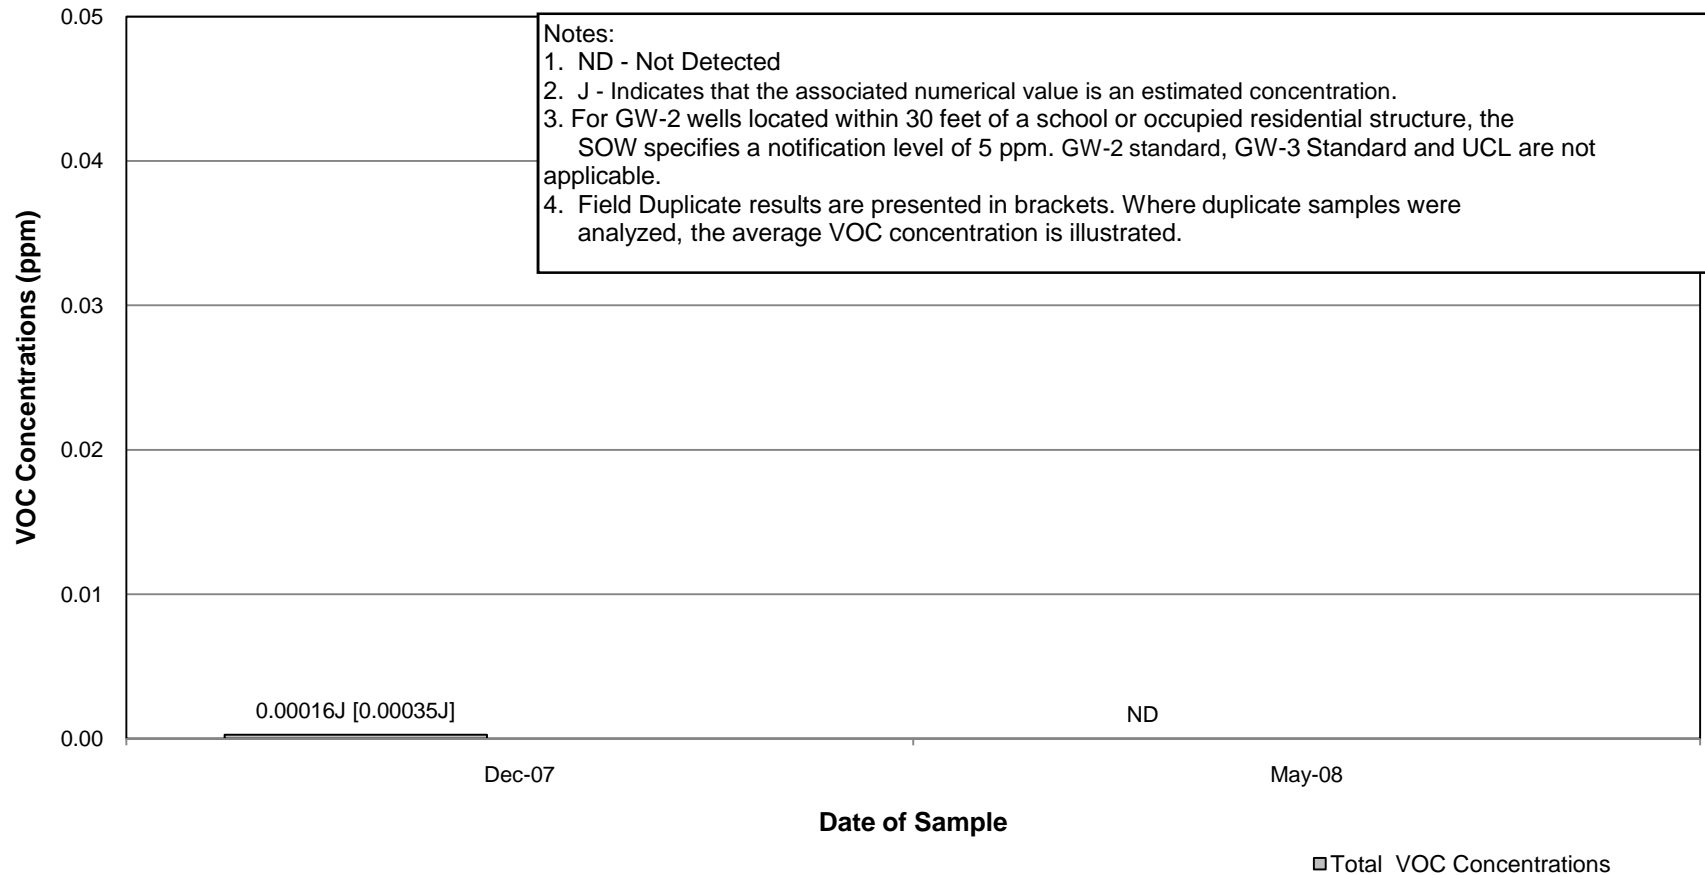 0.05
0.04
0.03
0.02
0.01
0.00
VOC Concentrations (ppm)
Notes:
1. ND - Not Detected
2. J - Indicates that the associated numerical value is an estimated concentration.
3. For GW-2 wells located within 30 feet of a school or occupied residential structure, the
SOW specifies a notification level of 5 ppm. GW-2 standard, GW-3 Standard and UCL are not
applicable.
4. Field Duplicate results are presented in brackets. Where duplicate samples were
analyzed, the average VOC concentration is illustrated.
0.00016J [0.00035J]
ND
Dec-07
May-08
Date of Sample
Total VOC Concentrations